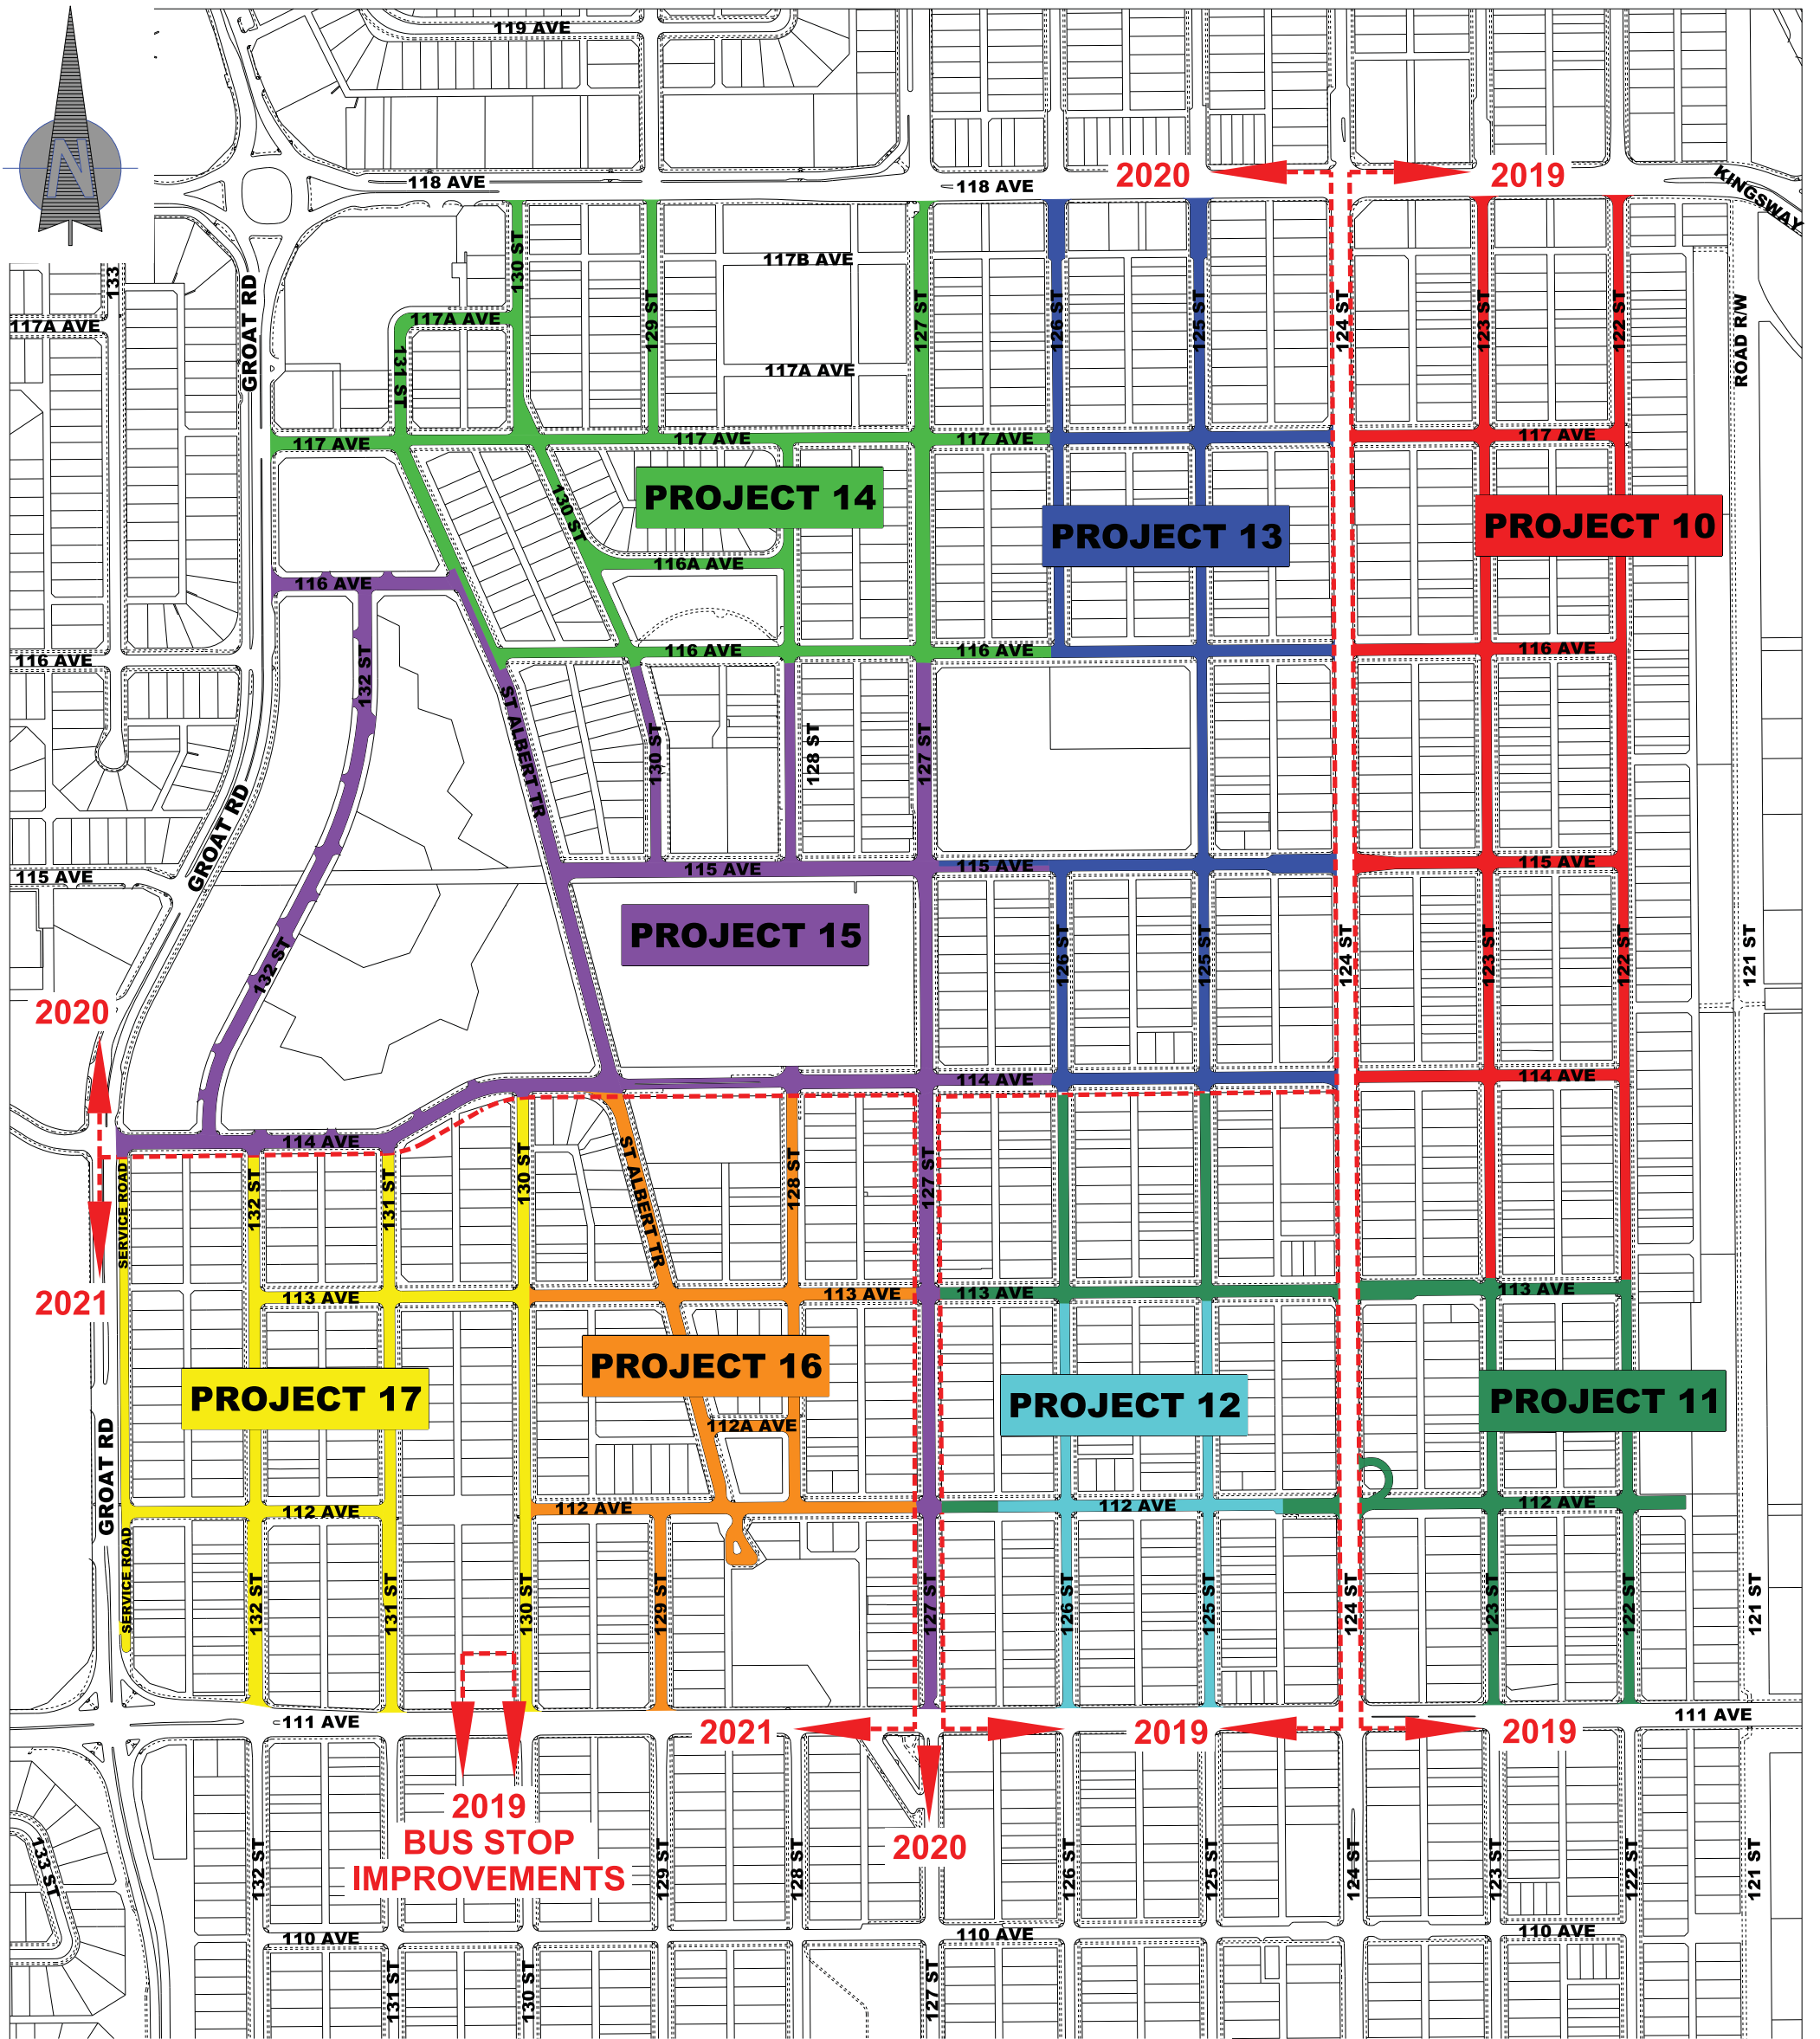 119 AVE
N
118 AVE
118 AVE
2020
2019
KINGSWAY
133
GROAT RD
130 ST
129 ST
117B AVE
127 ST
126 ST
125 ST
124 ST
123 ST
122 ST
ROAD R/W
117A AVE
117A AVE
131 ST
117A AVE
117 AVE
117 AVE
117 AVE
117 AVE
PROJECT 14
130 ST
PROJECT 13
PROJECT 10
116A AVE
116 AVE
116 AVE
116 AVE
116 AVE
116 AVE
132 ST
ST ALBERT TR
130 ST
128 ST
127 ST
GROAT RD
115 AVE
115 AVE
115 AVE
115 AVE
PROJECT 15
132 ST
126 ST
125 ST
124 ST
123 ST
122 ST
121 ST
2020
114 AVE
114 AVE
114 AVE
SERVICE ROAD
132 ST
131 ST
130 ST
ST ALBERT TR
128 ST
127 ST
2021
113 AVE
113 AVE
113 AVE
113 AVE
PROJECT 17
PROJECT 16
PROJECT 12
PROJECT 11
112A AVE
GROAT RD
112 AVE
112 AVE
112 AVE
112 AVE
SERVICE ROAD
132 ST
131 ST
130 ST
129 ST
127 ST
126 ST
125 ST
124 ST
123 ST
122 ST
121 ST
111 AVE
111 AVE
2021
2019
2019
2019
BUS STOP
IMPROVEMENTS
2020
133 ST
132 ST
129 ST
128 ST
126 ST
125 ST
124 ST
123 ST
122 ST
121 ST
110 AVE
110 AVE
110 AVE
131 ST
130 ST
127 ST